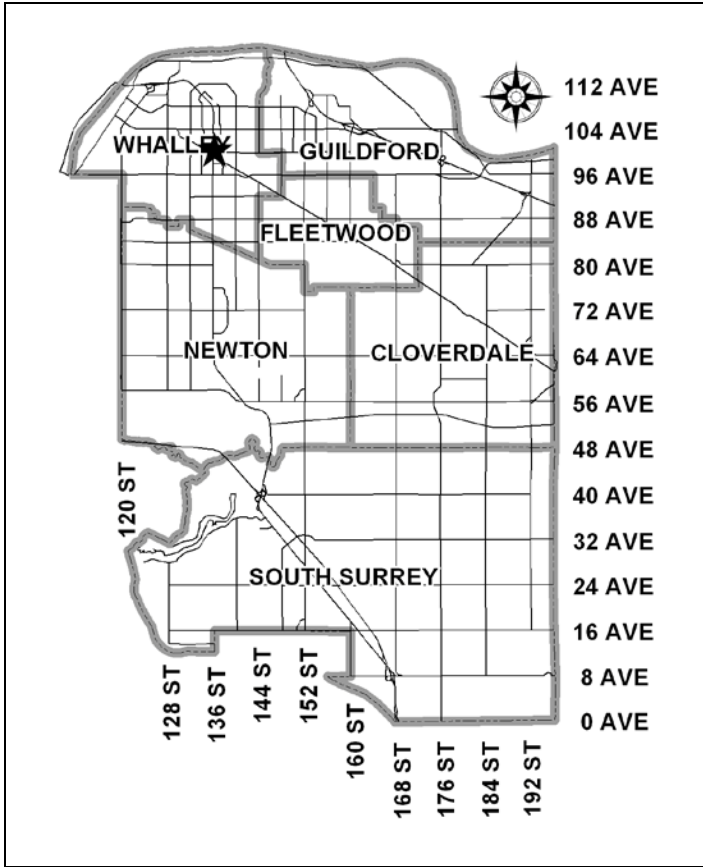 112 AVE
104 AVE
WHALLEY
GUILDFORD
96 AVE
88 AVE
FLEETWOOD
80 AVE
72 AVE
NEWTON
CLOVERDALE
64 AVE
56 AVE
48 AVE
120 ST
40 AVE
32 AVE
SOUTH SURREY
24 AVE
16 AVE
128 ST
136 ST
144 ST
152 ST
160 ST
8 AVE
0 AVE
168 ST
176 ST
184 ST
192 ST